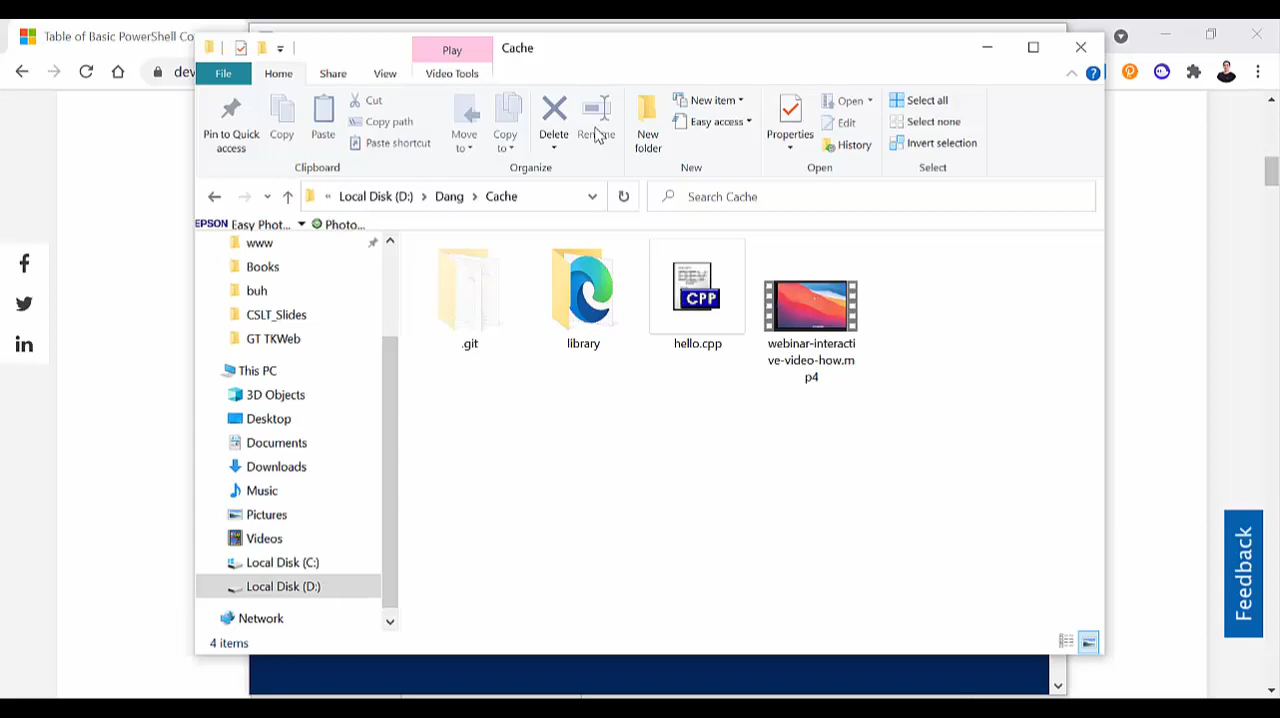 Table of Basic PowerShell Co
dev
Play
Cache
File
Home
Share
View
Video Tools
Pin to Quick access
Copy
Paste
Cut
Copy path
Paste shortcut
Move to
Copy to
Delete
Rename
New folder
New item
Easy access
Properties
Open
Edit
History
Select all
Select none
Invert selection
Clipboard
Organize
New
Open
Select
« Local Disk (D:) > Dang > Cache
Search Cache
EPSON Easy Phot...
Photo...
www
Books
buh
CSLT_Slides
GT TKWeb
This PC
3D Objects
Desktop
Documents
Downloads
Music
Pictures
Videos
Local Disk (C:)
Local Disk (D:)
Network
.git
library
DEV
CPP
hello.cpp
webinar-interacti
ve-video-how.m
p4
4 items
Feedback